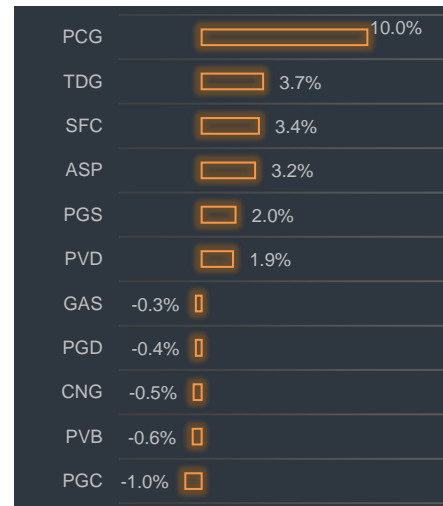 PCG 10.0%
TDG 3.7%
SFC 3.4%
ASP 3.2%
PGS 2.0%
PVD 1.9%
GAS -0.3%
PGD -0.4%
CNG -0.5%
PVB -0.6%
PGC -1.0%